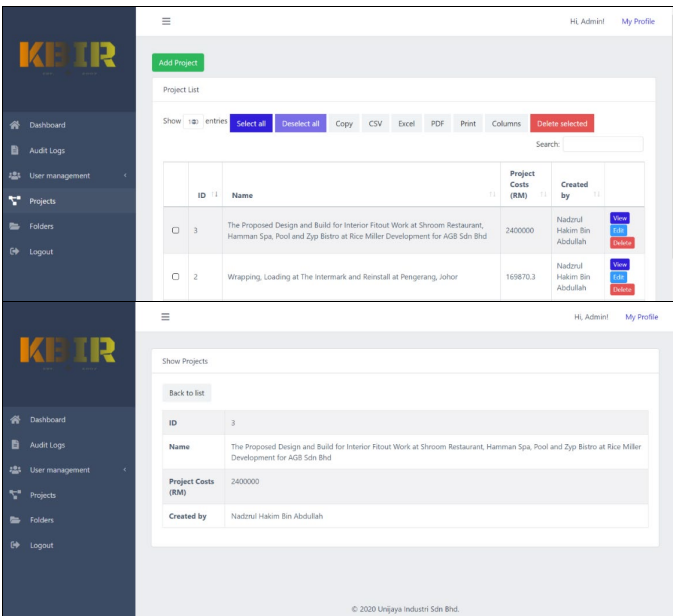 Hi, Admin! My Profile
KBIR
Add Project
Project List
Dashboard
Show entries Select all Deselect all Copy CSV Excel PDF Print Columns Delete selected
Search:
Audit Logs
User management
Projects
Folders
Logout
ID Name Project Costs (RM) Created by
3 The Proposed Design and Build for Interior Fitout Work at Shroom Restaurant, Hamman Spa, Pool and Zyp Bistro at Rice Miller Development for AGB Sdn Bhd 2400000 Nadzrul Hakim Bin Abdullah View Edit Delete
2 Wrapping, Loading at The Intermark and Reinstall at Pengerang, Johor 169870.3 Nadzrul Hakim Bin Abdullah View Edit Delete
Hi, Admin! My Profile
KBIR
Show Projects
Back to list
Dashboard
Audit Logs
User management
Projects
Folders
Logout
ID 3
Name The Proposed Design and Build for Interior Fitout Work at Shroom Restaurant, Hamman Spa, Pool and Zyp Bistro at Rice Miller
Development for AGB Sdn Bhd
Project Costs (RM) 2400000
Created by Nadzrul Hakim Bin Abdullah
© 2020 Unijaya Industri Sdn Bhd.